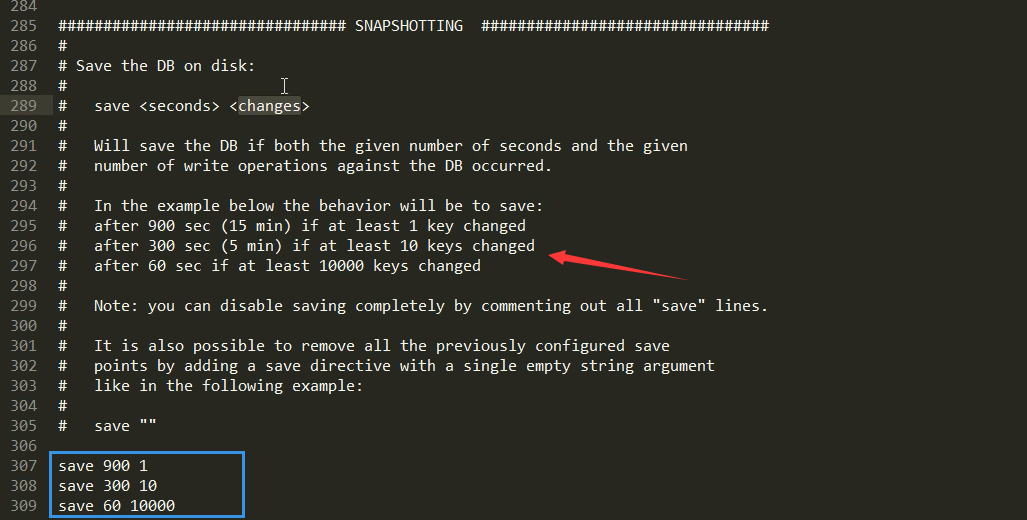 284
285 ################################ SNAPSHOTTING  ################################
286 #
287 # Save the DB on disk:
288 #
289 #   save <seconds> <changes>
290 #
291 #   Will save the DB if both the given number of seconds and the given
292 #   number of write operations against the DB occurred.
293 #
294 #   In the example below the behavior will be to save:
295 #   after 900 sec (15 min) if at least 1 key changed
296 #   after 300 sec (5 min) if at least 10 keys changed
297 #   after 60 sec if at least 10000 keys changed
298 #
299 #   Note: you can disable saving completely by commenting out all "save" lines.
300 #
301 #   It is also possible to remove all the previously configured save
302 #   points by adding a save directive with a single empty string argument
303 #   like in the following example:
304 #
305 #   save ""
306
307 save 900 1
308 save 300 10
309 save 60 10000